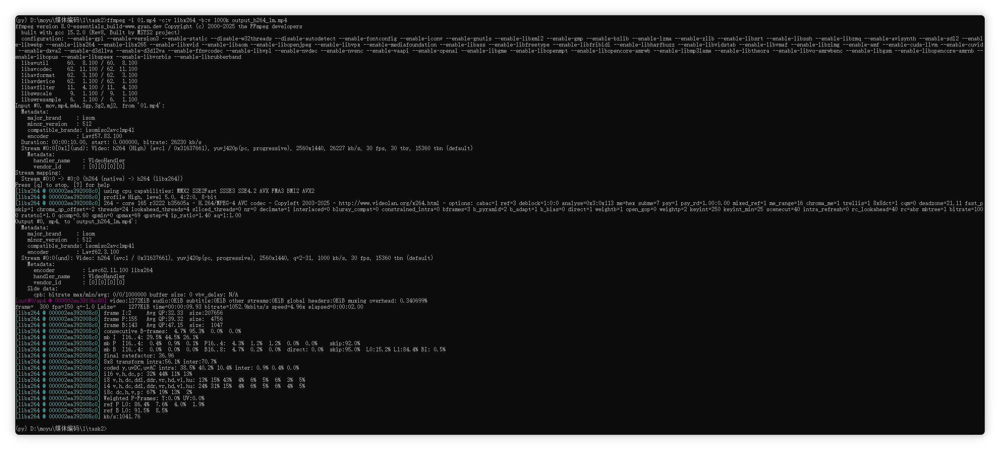 (py) D:\moyu\媒体编码\1\task2>ffmpeg -i 01.mp4 -c:v libx264 -b:v 1000k output_h264_1m.mp4
ffmpeg version 8.0-essentials_build-www.gyan.dev Copyright (c) 2000-2025 the FFmpeg developers
  built with gcc 15.2.0 (Rev8, Built by MSYS2 project)
  configuration: --enable-gpl --enable-version3 --enable-static --disable-w32threads --disable-autodetect --enable-fontconfig --enable-iconv --enable-gnutls --enable-libxml2 --enable-gmp --enable-bzlib --enable-lzma --enable-zlib --enable-libsrt --enable-libssh --enable-libzmq --enable-avisynth --enable-sdl2 --enabl
e-libwebp --enable-libx264 --enable-libx265 --enable-libxvid --enable-libaom --enable-libopenjpeg --enable-libvpx --enable-mediafoundation --enable-libass --enable-libfreetype --enable-libfribidi --enable-libharfbuzz --enable-libvidstab --enable-libvmaf --enable-libzimg --enable-amf --enable-cuda-llvm --enable-cuvid
 --enable-dxva2 --enable-d3d11va --enable-d3d12va --enable-ffnvcodec --enable-libvpl --enable-nvdec --enable-nvenc --enable-vaapi --enable-openal --enable-libgme --enable-libopenmpt --enable-libopencore-amrwb --enable-libmp3lame --enable-libtheora --enable-libvo-amrwbenc --enable-libgsm --enable-libopencore-amrnb --
enable-libopus --enable-libspeex --enable-libvorbis --enable-librubberband
  libavutil      60.  8.100 / 60.  8.100
  libavcodec     62. 11.100 / 62. 11.100
  libavformat    62.  3.100 / 62.  3.100
  libavdevice    62.  1.100 / 62.  1.100
  libavfilter    11.  4.100 / 11.  4.100
  libswscale      9.  1.100 /  9.  1.100
  libswresample   6.  1.100 /  6.  1.100
Input #0, mov,mp4,m4a,3gp,3g2,mj2, from '01.mp4':
  Metadata:
    major_brand     : isom
    minor_version   : 512
    compatible_brands: isomiso2avc1mp41
    encoder         : Lavf57.83.100
  Duration: 00:00:10.00, start: 0.000000, bitrate: 26230 kb/s
  Stream #0:0[0x1](und): Video: h264 (High) (avc1 / 0x31637661), yuvj420p(pc, progressive), 2560x1440, 26227 kb/s, 30 fps, 30 tbr, 15360 tbn (default)
    Metadata:
      handler_name    : VideoHandler
      vendor_id       : [0][0][0][0]
Stream mapping:
  Stream #0:0 -> #0:0 (h264 (native) -> h264 (libx264))
Press [q] to stop, [?] for help
[libx264 @ 000002ea392008c0] using cpu capabilities: MMX2 SSE2Fast SSSE3 SSE4.2 AVX FMA3 BMI2 AVX2
[libx264 @ 000002ea392008c0] profile High, level 5.0, 4:2:0, 8-bit
[libx264 @ 000002ea392008c0] 264 - core 165 r3222 b35605a - H.264/MPEG-4 AVC codec - Copyleft 2003-2025 - http://www.videolan.org/x264.html - options: cabac=1 ref=3 deblock=1:0:0 analyse=0x3:0x113 me=hex subme=7 psy=1 psy_rd=1.00:0.00 mixed_ref=1 me_range=16 chroma_me=1 trellis=1 8x8dct=1 cqm=0 deadzone=21,11 fast_p
skip=1 chroma_qp_offset=-2 threads=24 lookahead_threads=4 sliced_threads=0 nr=0 decimate=1 interlaced=0 bluray_compat=0 constrained_intra=0 bframes=3 b_pyramid=2 b_adapt=1 b_bias=0 direct=1 weightb=1 open_gop=0 weightp=2 keyint=250 keyint_min=25 scenecut=40 intra_refresh=0 rc_lookahead=40 rc=abr mbtree=1 bitrate=100
0 ratetol=1.0 qcomp=0.60 qpmin=0 qpmax=69 qpstep=4 ip_ratio=1.40 aq=1:1.00
Output #0, mp4, to 'output_h264_1m.mp4':
  Metadata:
    major_brand     : isom
    minor_version   : 512
    compatible_brands: isomiso2avc1mp41
    encoder         : Lavf62.3.100
  Stream #0:0(und): Video: h264 (avc1 / 0x31637661), yuvj420p(pc, progressive), 2560x1440, q=2-31, 1000 kb/s, 30 fps, 15360 tbn (default)
    Metadata:
      encoder         : Lavc62.11.100 libx264
      handler_name    : VideoHandler
      vendor_id       : [0][0][0][0]
    Side data:
      cpb: bitrate max/min/avg: 0/0/1000000 buffer size: 0 vbv_delay: N/A
[out#0/mp4 @ 000002ea38f36c80] video:1272KiB audio:0KiB subtitle:0KiB other streams:0KiB global headers:0KiB muxing overhead: 0.340699%
frame=  300 fps=150 q=-1.0 Lsize=    1277KiB time=00:00:09.93 bitrate=1052.9kbits/s speed=4.96x elapsed=0:00:02.00
[libx264 @ 000002ea392008c0] frame I:2     Avg QP:32.33  size:207656
[libx264 @ 000002ea392008c0] frame P:155   Avg QP:39.32  size:  4756
[libx264 @ 000002ea392008c0] frame B:143   Avg QP:47.15  size:  1047
[libx264 @ 000002ea392008c0] consecutive B-frames:  4.7% 95.3%  0.0%  0.0%
[libx264 @ 000002ea392008c0] mb I  I16..4: 29.5% 44.5% 26.1%
[libx264 @ 000002ea392008c0] mb P  I16..4:  0.4%  0.9%  0.1%  P16..4:  4.3%  1.2%  1.2%  0.0%  0.0%    skip:92.0%
[libx264 @ 000002ea392008c0] mb B  I16..4:  0.0%  0.0%  0.0%  B16..8:  4.7%  0.2%  0.0%  direct: 0.0%  skip:95.0%  L0:15.2% L1:84.4% BI: 0.5%
[libx264 @ 000002ea392008c0] final ratefactor: 36.96
[libx264 @ 000002ea392008c0] 8x8 transform intra:56.1% inter:70.7%
[libx264 @ 000002ea392008c0] coded y,uvDC,uvAC intra: 38.5% 40.2% 10.4% inter: 0.9% 0.4% 0.0%
[libx264 @ 000002ea392008c0] i16 v,h,dc,p: 32% 44% 11% 13%
[libx264 @ 000002ea392008c0] i8 v,h,dc,ddl,ddr,vr,hd,vl,hu: 13% 15% 43%  4%  6%  5%  6%  3%  5%
[libx264 @ 000002ea392008c0] i4 v,h,dc,ddl,ddr,vr,hd,vl,hu: 24% 31% 15%  4%  6%  5%  6%  4%  5%
[libx264 @ 000002ea392008c0] i8c dc,h,v,p: 67% 19% 13%  2%
[libx264 @ 000002ea392008c0] Weighted P-Frames: Y:0.0% UV:0.0%
[libx264 @ 000002ea392008c0] ref P L0: 86.4%  7.6%  4.0%  1.9%
[libx264 @ 000002ea392008c0] ref B L0: 91.5%  8.5%
[libx264 @ 000002ea392008c0] kb/s:1041.76
(py) D:\moyu\媒体编码\1\task2>